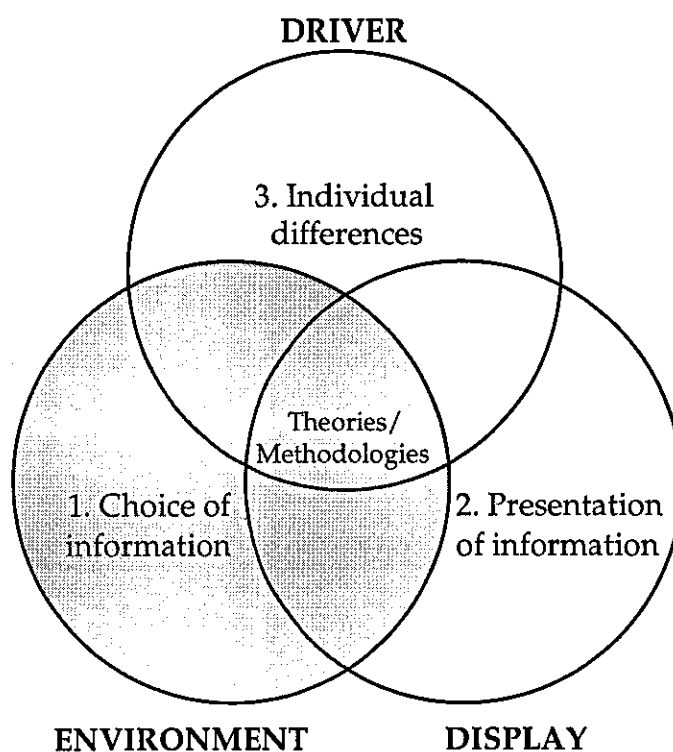 DRIVER
3. Individual
differences
Theories/
Methodologies
1. Choice of
information
2. Presentation
of information
ENVIRONMENT
DISPLAY